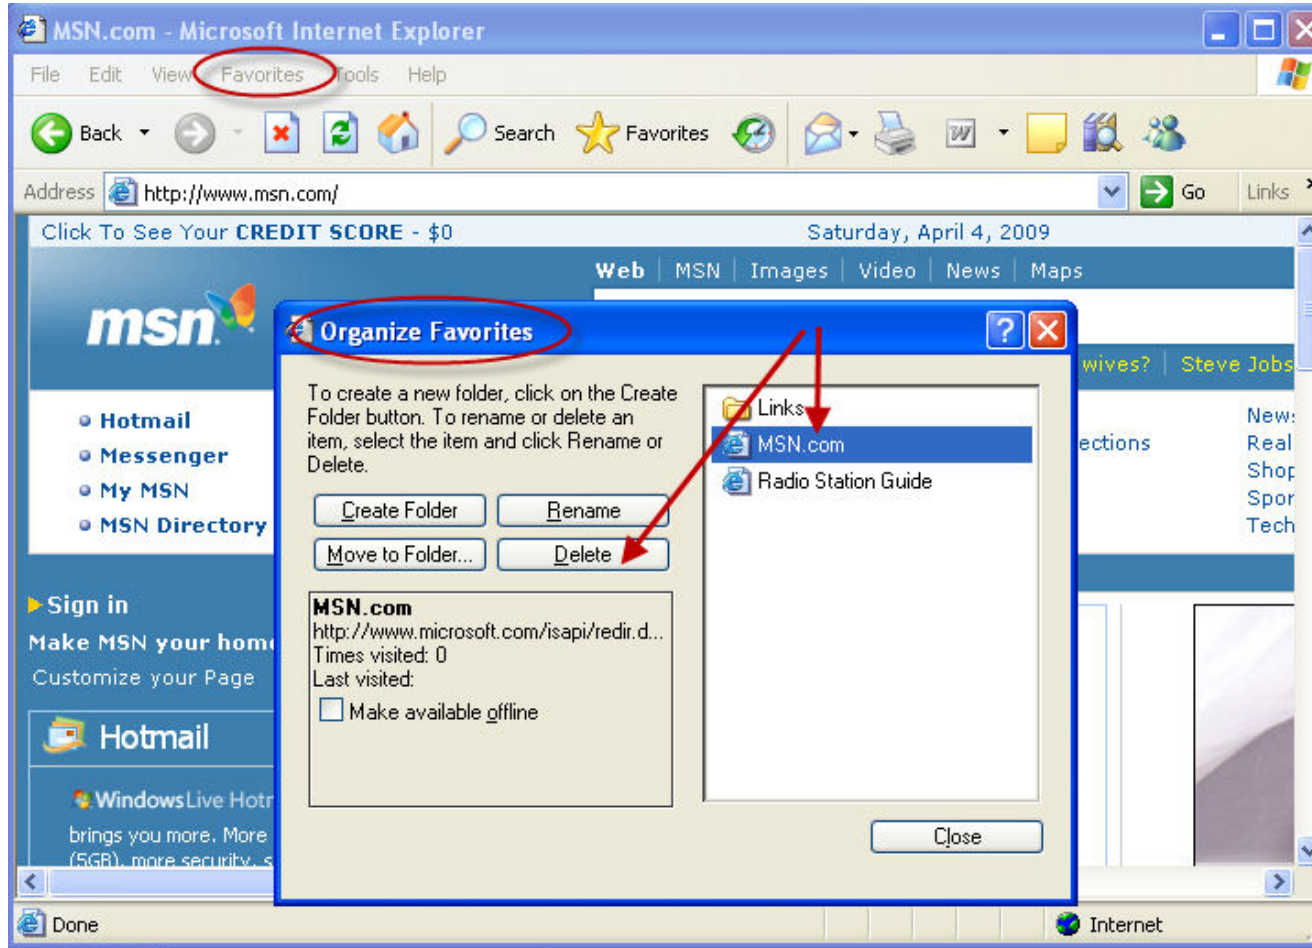 MSN.com - Microsoft Internet Explorer
File Edit View Favorites Tools Help
Back Search Favorites
Address http://www.msn.com/ Go Links
Click To See Your CREDIT SCORE - $0 Saturday, April 4, 2009
Web MSN Images Video News Maps
msn
Organize Favorites
wives? Steve Jobs
To create a new folder, click on the Create
Folder button. To rename or delete an
item, select the item and click Rename or
Delete.
Links
MSN.com
Radio Station Guide
Create Folder Rename
Move to Folder... Delete
MSN.com
http://www.microsoft.com/isapi/redir.d...
Times visited: 0
Last visited:
Make available offline
Close
Hotmail
Messenger
My MSN
MSN Directory
ections
News
Real
Shop
Spor
Tech
Sign in
Make MSN your home
Customize your Page
Hotmail
WindowsLive Hotm
brings you more. More
(5GB), more security, s
Done Internet